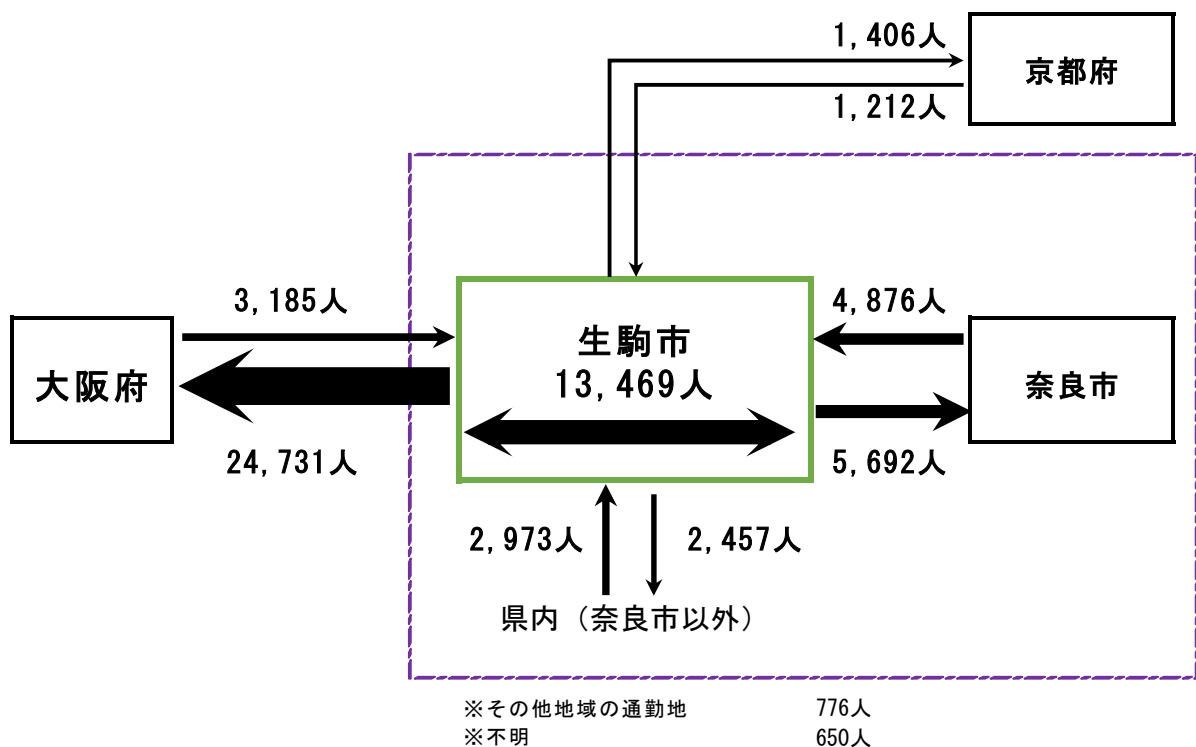 1,406人
京都府
1,212人
3,185人
4,876人
生駒市
13,469人
大阪府
奈良市
24,731人
5,692人
2,973人
2,457人
県内（奈良市以外）
※その他地域の通勤地 776人
※不明 650人